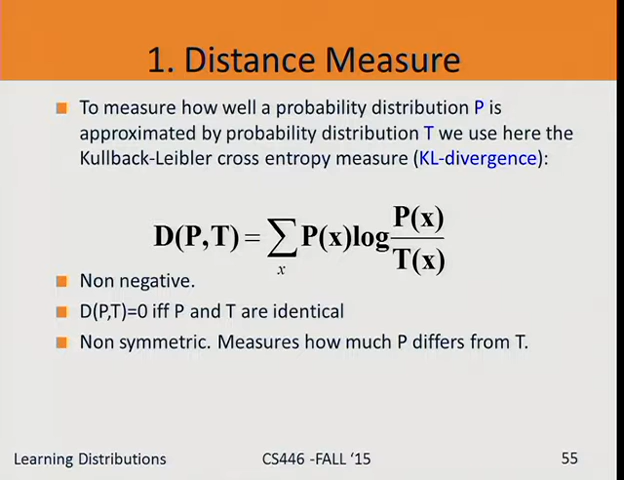 1. Distance Measure
To measure how well a probability distribution P is
approximated by probability distribution T we use here the
Kullback-Leibler cross entropy measure (KL-divergence):
D(P,T) = ∑ₓ P(x)log P(x)/T(x)
Non negative.
D(P,T)=0 iff P and T are identical
Non symmetric. Measures how much P differs from T.
Learning Distributions CS446 -FALL ‘15 55